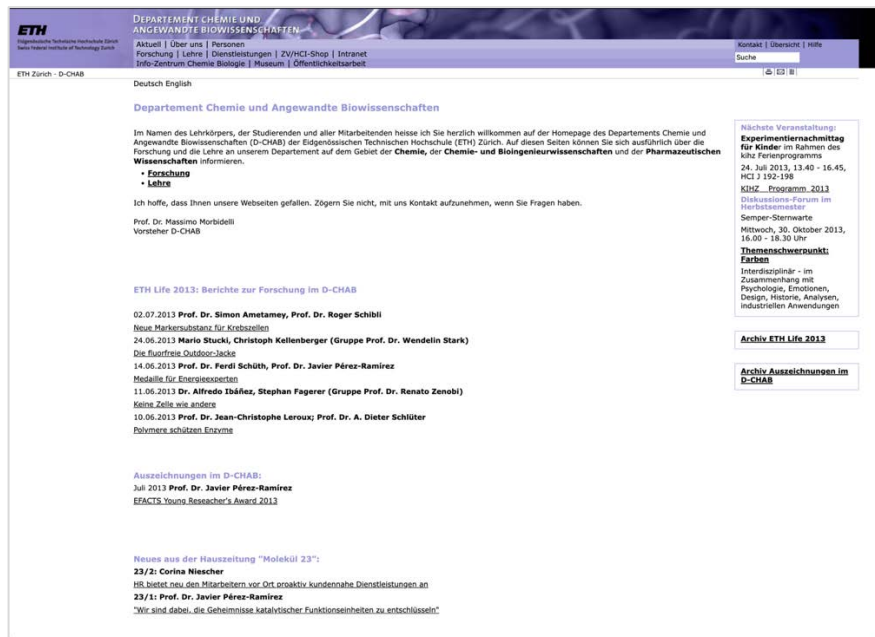 ETH
Eidgenössische Technische Hochschule Zürich
Swiss Federal Institute of Technology Zurich
DEPARTEMENT CHEMIE UND
ANGEWANDTE BIOWISSENSCHAFTEN
Aktuell | Über uns | Personen
Forschung | Lehre | Dienstleistungen | ZV/HCI-Shop | Intranet
Info-Zentrum Chemie Biologie | Museum | Öffentlichkeitsarbeit
Kontakt | Übersicht | Hilfe
Suche
ETH Zürich - D-CHAB
Deutsch English
Departement Chemie und Angewandte Biowissenschaften
Im Namen des Lehrkörpers, der Studierenden und aller Mitarbeitenden heisse ich Sie herzlich willkommen auf der Homepage des Departements Chemie und
Angewandte Biowissenschaften (D-CHAB) der Eidgenössischen Technischen Hochschule (ETH) Zürich. Auf diesen Seiten können Sie sich ausführlich über die
Forschung und die Lehre an unserem Departement auf dem Gebiet der Chemie, der Chemie- und Bioingenieurwissenschaften und der Pharmazeutischen
Wissenschaften informieren.
• Forschung
• Lehre
Ich hoffe, dass Ihnen unsere Webseiten gefallen. Zögern Sie nicht, mit uns Kontakt aufzunehmen, wenn Sie Fragen haben.
Prof. Dr. Massimo Morbidelli
Vorsteher D-CHAB
ETH Life 2013: Berichte zur Forschung im D-CHAB
02.07.2013 Prof. Dr. Simon Ametamey, Prof. Dr. Roger Schibli
Neue Markersubstanz für Krebszellen
24.06.2013 Mario Stucki, Christoph Kellenberger (Gruppe Prof. Dr. Wendelin Stark)
Die fluorfreie Outdoor-Jacke
14.06.2013 Prof. Dr. Ferdi Schüth, Prof. Dr. Javier Pérez-Ramírez
Medaille für Energieexperten
11.06.2013 Dr. Alfredo Ibáñez, Stephan Fagerer (Gruppe Prof. Dr. Renato Zenobi)
Keine Zelle wie andere
10.06.2013 Prof. Dr. Jean-Christophe Leroux; Prof. Dr. A. Dieter Schlüter
Polymere schützen Enzyme
Auszeichnungen im D-CHAB:
Juli 2013 Prof. Dr. Javier Pérez-Ramírez
EFACTS Young Reseacher's Award 2013
Neues aus der Hauszeitung "Molekül 23":
23/2: Corina Niescher
HR bietet neu den Mitarbeitern vor Ort proaktiv kundennahe Dienstleistungen an
23/1: Prof. Dr. Javier Pérez-Ramírez
"Wir sind dabei, die Geheimnisse katalytischer Funktionseinheiten zu entschlüsseln"
Nächste Veranstaltung:
Experimentiernachmittag
für Kinder im Rahmen des
kihz Ferienprogramms
24. Juli 2013, 13.40 - 16.45,
HCI J 192-198
KIHZ Programm 2013
Diskussions-Forum im
Herbstsemester
Semper-Sternwarte
Mittwoch, 30. Oktober 2013,
16.00 - 18.30 Uhr
Themenschwerpunkt:
Farben
Interdisziplinär - im
Zusammenhang mit
Psychologie, Emotionen,
Design, Historie, Analysen,
industriellen Anwendungen
Archiv ETH Life 2013
Archiv Auszeichnungen im
D-CHAB